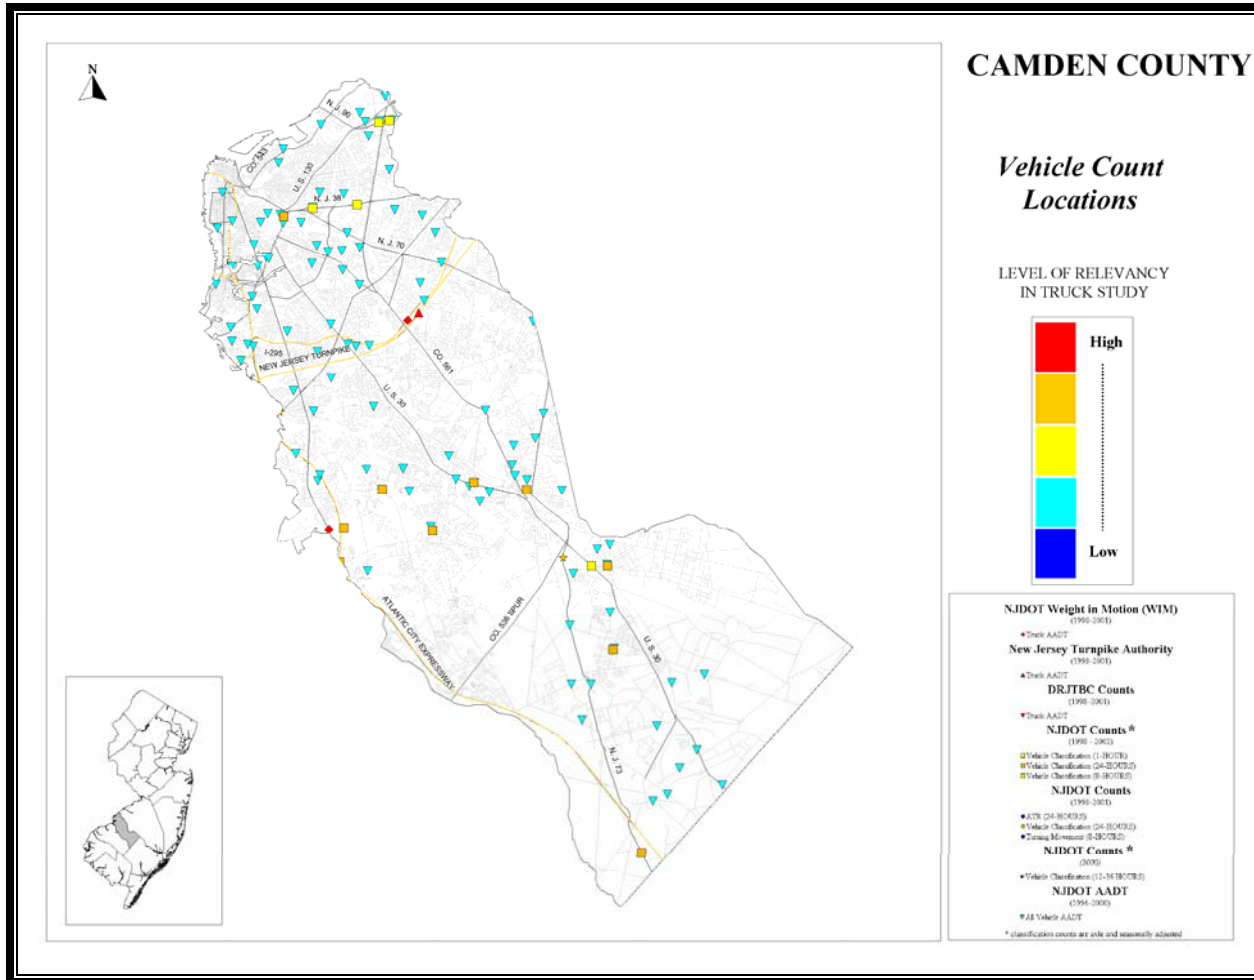 CAMDEN COUNTY
Vehicle Count
Locations
LEVEL OF RELEVANCY
IN TRUCK STUDY
High
Low
NJDOT Weight in Motion (WIM)
(1990-2001)
Truck AADT
New Jersey Turnpike Authority
(1998-2001)
Truck AADT
DRJTBC Counts
(1998-2001)
Truck AADT
NJDOT Counts *
(1998 - 2002)
Vehicle Classification (1-HOUR)
Vehicle Classification (24-HOURS)
Vehicle Classification (8-HOURS)
NJDOT Counts
(1990-2001)
ATR (24-HOURS)
Vehicle Classification (24-HOURS)
Turning Movement (8-HOURS)
NJDOT Counts *
Vehicle Classification (12-36 HOURS)
NJDOT AADT
(1996-2000)
All Vehicle AADT
* classification counts are axle and seasonally adjusted
N
N. J. 90
CO. 543
U. S. 130
N. J. 38
N. J. 70
I-295
NEW JERSEY TURNPIKE
CO. 561
U. S. 30
ATLANTIC CITY EXPRESSWAY
CO. 536 SPUR
U. S. 30
N. J. 73